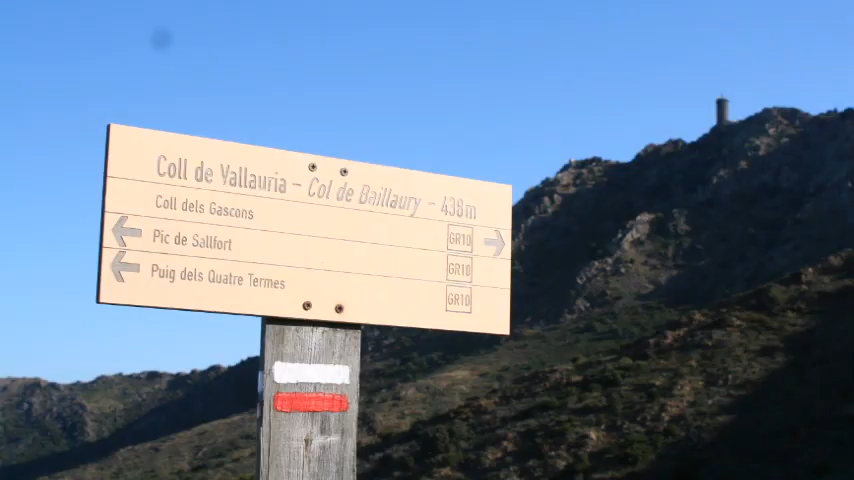 Coll de Vallauria - Col de Baillaury - 438m
Coll dels Gascons GR10
Pic de Sallfort GR10
Puig dels Quatre Termes GR10